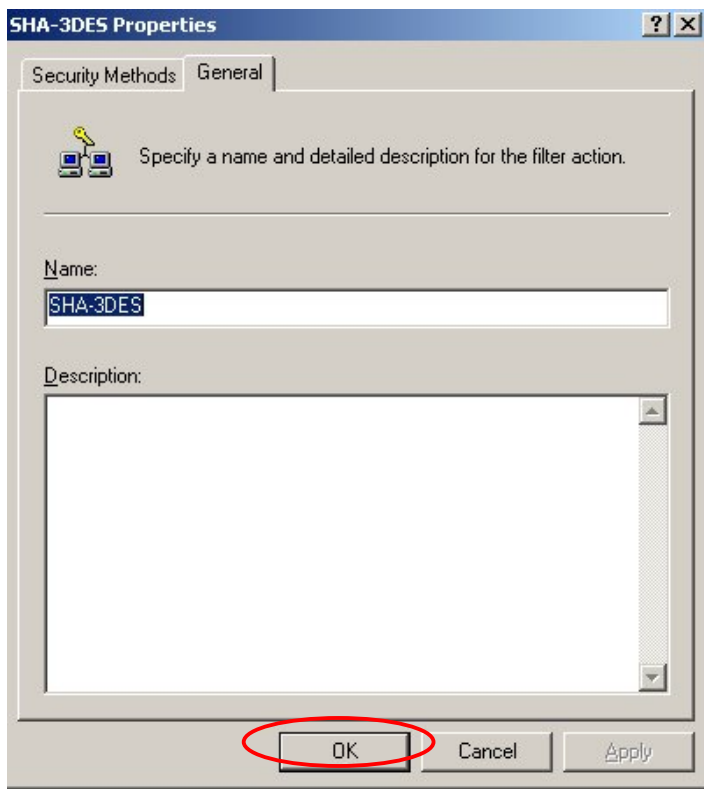 SHA-3DES Properties
Security Methods General
Specify a name and detailed description for the filter action.
Name:
SHA-3DES
Description:
OK Cancel Apply